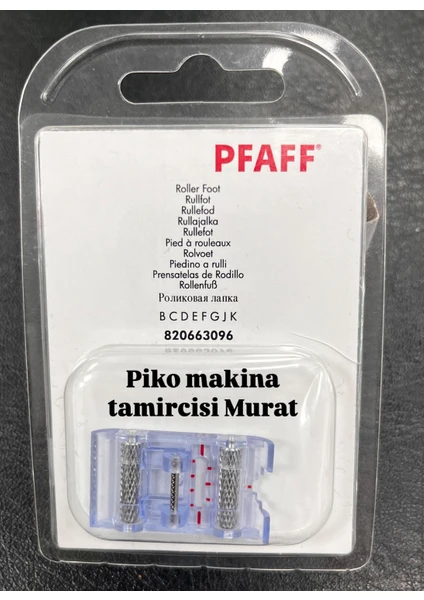 PFAFF®
Roller Foot
Rullfot
Rullefod
Rullajalka
Rullefot
Pied à rouleaux
Rolvoet
Piedino a rulli
Prensatelas de Rodillo
Rollenfuß
Роликовая лапка
B C D E F G J K
820663096
Piko makina
tamircisi Murat